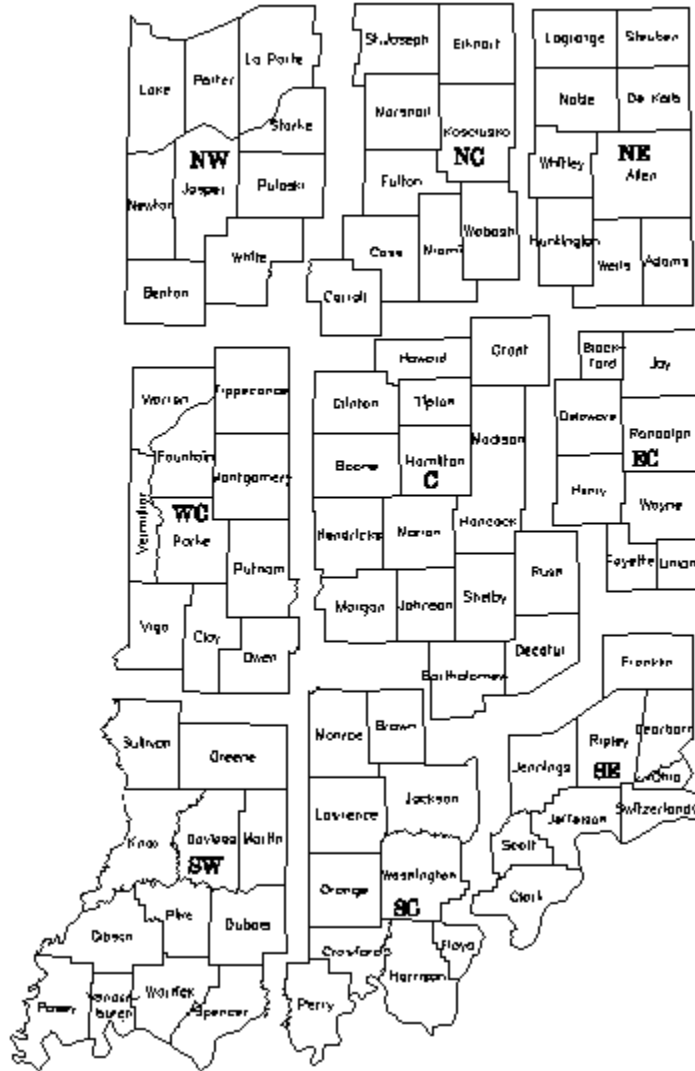 St. Joseph
Elkhart
Lagrange
Steuben
Lake
Porter
La Porte
Noble
De Kalb
Marshall
Kosciusko
Starke
NW
NC
NE
Whitley
Allen
Jasper
Pulaski
Fulton
Newton
Wabash
Huntington
White
Cass
Miami
Wells
Adams
Benton
Carroll
Howard
Grant
Black-
ford
Jay
Warren
Tippecanoe
Clinton
Tipton
Madison
Delaware
Randolph
Fountain
Boone
Hamilton
EC
Montgomery
C
Henry
Wayne
WC
Vermillion
Parke
Hendricks
Marion
Hancock
Putnam
Fayette
Union
Rush
Morgan
Johnson
Shelby
Vigo
Clay
Owen
Decatur
Bartholomew
Franklin
Sullivan
Greene
Monroe
Brown
Ripley
Dearborn
Jennings
SE
Ohio
Lawrence
Jackson
Jefferson
Switzerland
Knox
Daviess
Martin
Scott
SW
Washington
Orange
Clark
SC
Pike
Dubois
Gibson
Crawford
Floyd
Harrison
Posey
Vander-
burgh
Warrick
Spencer
Perry